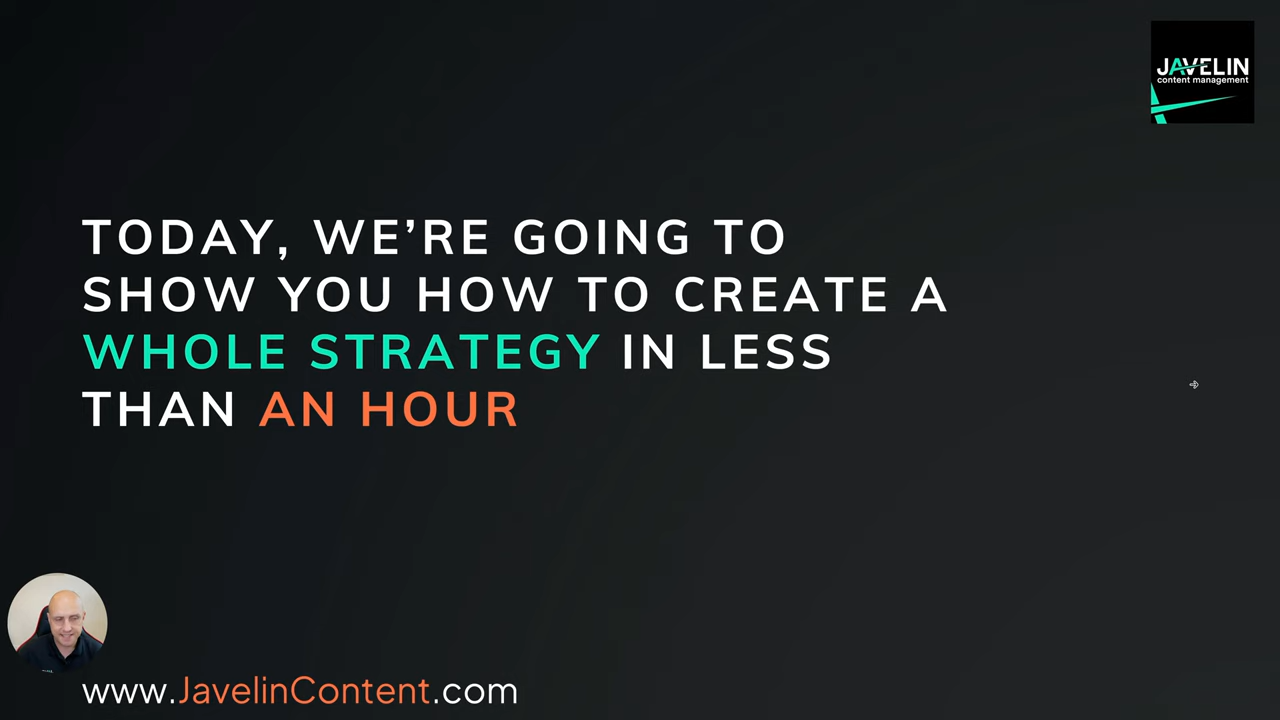 JAVELIN
content management
TODAY, WE’RE GOING TO
SHOW YOU HOW TO CREATE A
WHOLE STRATEGY IN LESS
THAN AN HOUR
www.JavelinContent.com